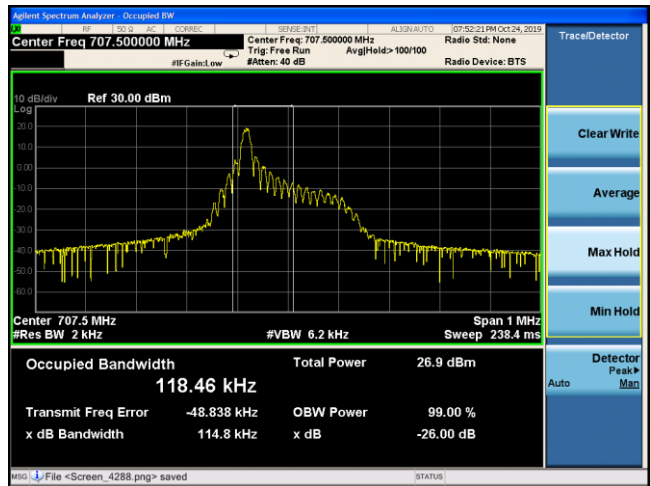 Agilent Spectrum Analyzer - Occupied BW
RF 50 Ω AC CORREC SENSE:INT ALIGNAUTO 07:52:21 PM Oct 24, 2019
Center Freq 707.500000 MHz
Center Freq: 707.500000 MHz
Radio Std: None
Trig: Free Run Avg|Hold:> 100/100
#IFGain:Low #Atten: 40 dB Radio Device: BTS
Trace/Detector
10 dB/div Ref 30.00 dBm
Log
20.0
10.0
0.00
-10.0
-20.0
-30.0
-40.0
-50.0
-60.0
Center 707.5 MHz Span 1 MHz
#Res BW 2 kHz #VBW 6.2 kHz Sweep 238.4 ms
Occupied Bandwidth Total Power 26.9 dBm
118.46 kHz
Transmit Freq Error -48.838 kHz OBW Power 99.00 %
x dB Bandwidth 114.8 kHz x dB -26.00 dB
Clear Write
Average
Max Hold
Min Hold
Detector
Peak▶
Auto Man
MSG File <Screen_4288.png> saved STATUS